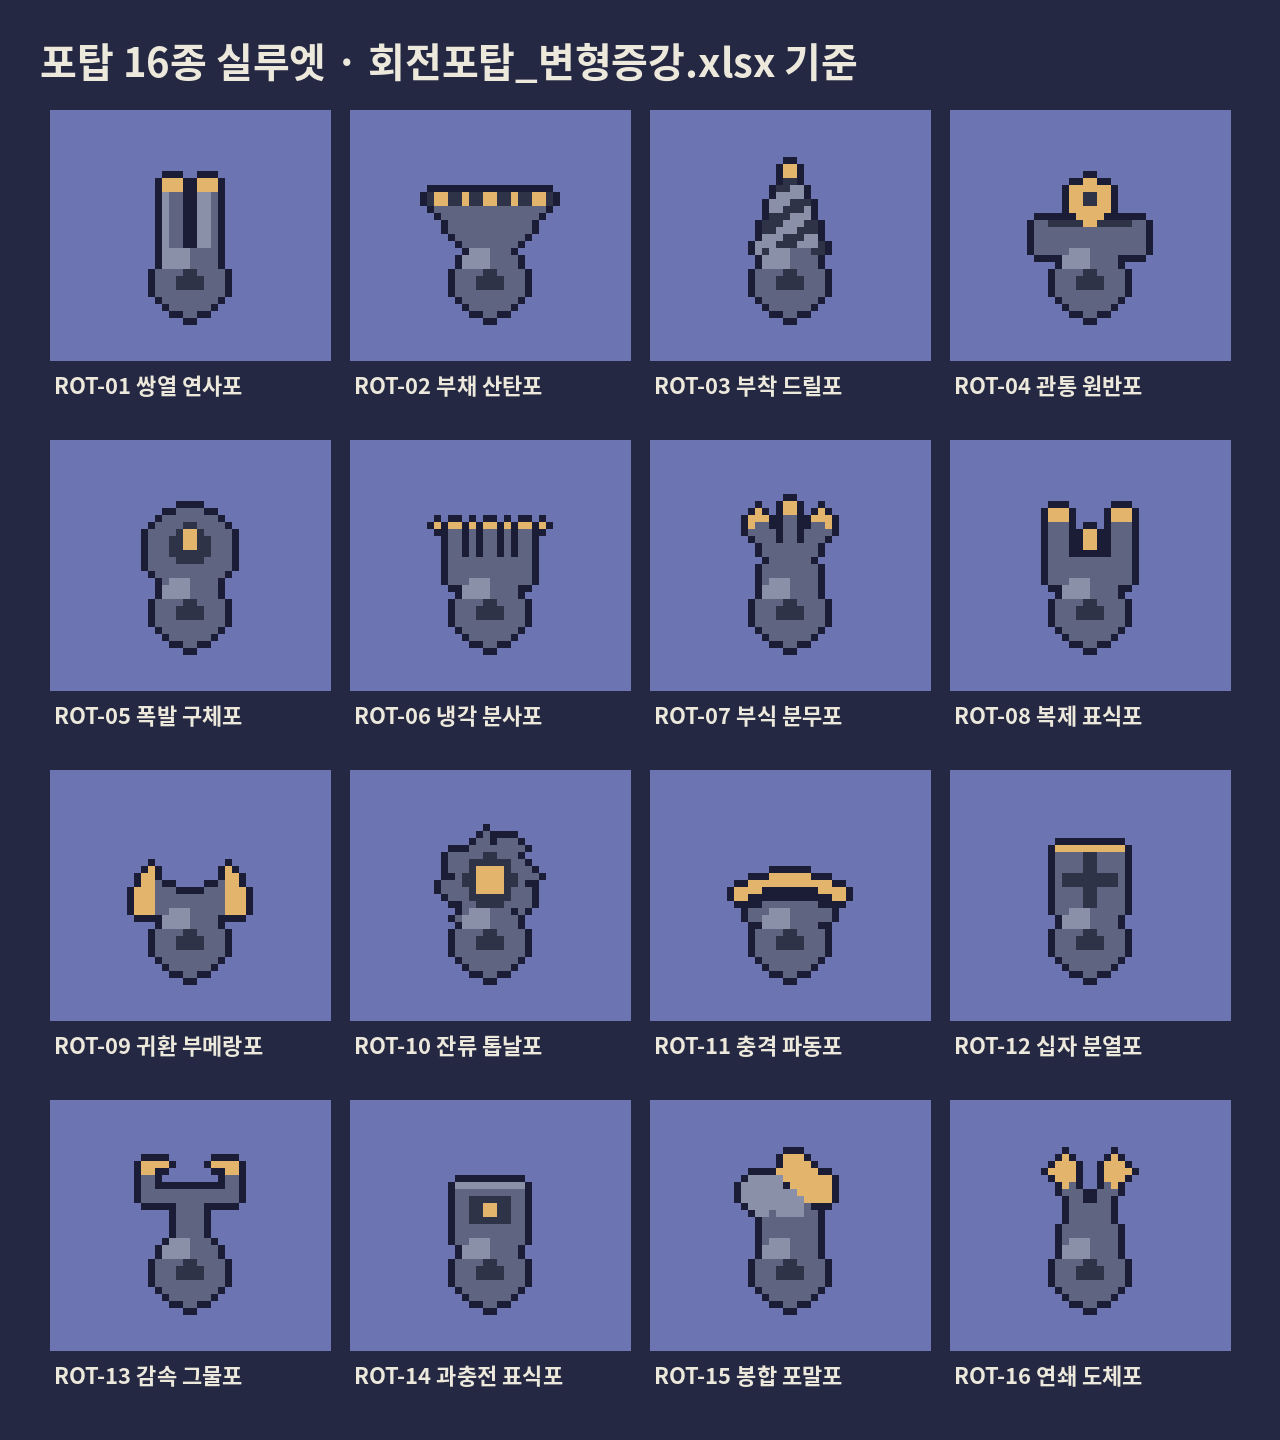 포탑 16종 실루엣 · 회전포탑_변형증강.xlsx 기준
ROT-01 쌍열 연사포
ROT-02 부채 산탄포
ROT-03 부착 드릴포
ROT-04 관통 원반포
ROT-05 폭발 구체포
ROT-06 냉각 분사포
ROT-07 부식 분무포
ROT-08 복제 표식포
ROT-09 귀환 부메랑포
ROT-10 잔류 톱날포
ROT-11 충격 파동포
ROT-12 십자 분열포
ROT-13 감속 그물포
ROT-14 과충전 표식포
ROT-15 봉합 포말포
ROT-16 연쇄 도체포